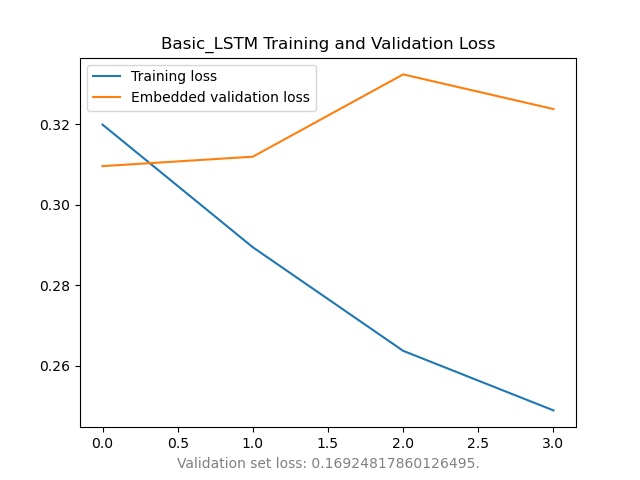 Basic_LSTM Training and Validation Loss
Training loss
Embedded validation loss
0.32
0.30
0.28
0.26
0.0 0.5 1.0 1.5 2.0 2.5 3.0
Validation set loss: 0.16924817860126495.